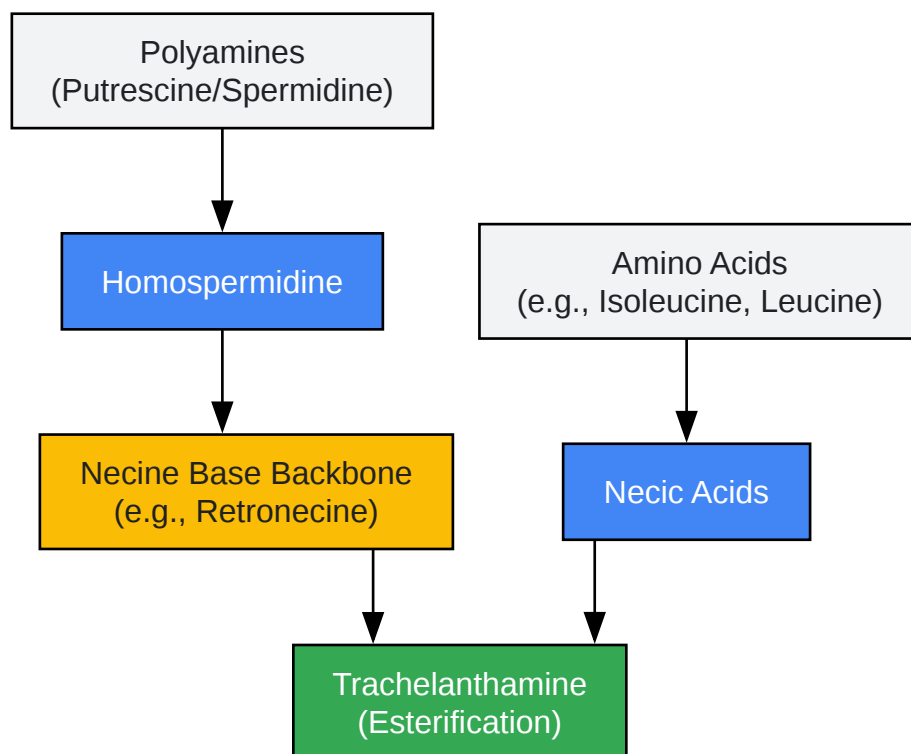 Polyamines
(Putrescine/Spermidine)
Homospermidine
Amino Acids
(e.g., Isoleucine, Leucine)
Necine Base Backbone
(e.g., Retronecine)
Necic Acids
Trachelanthamine
(Esterification)